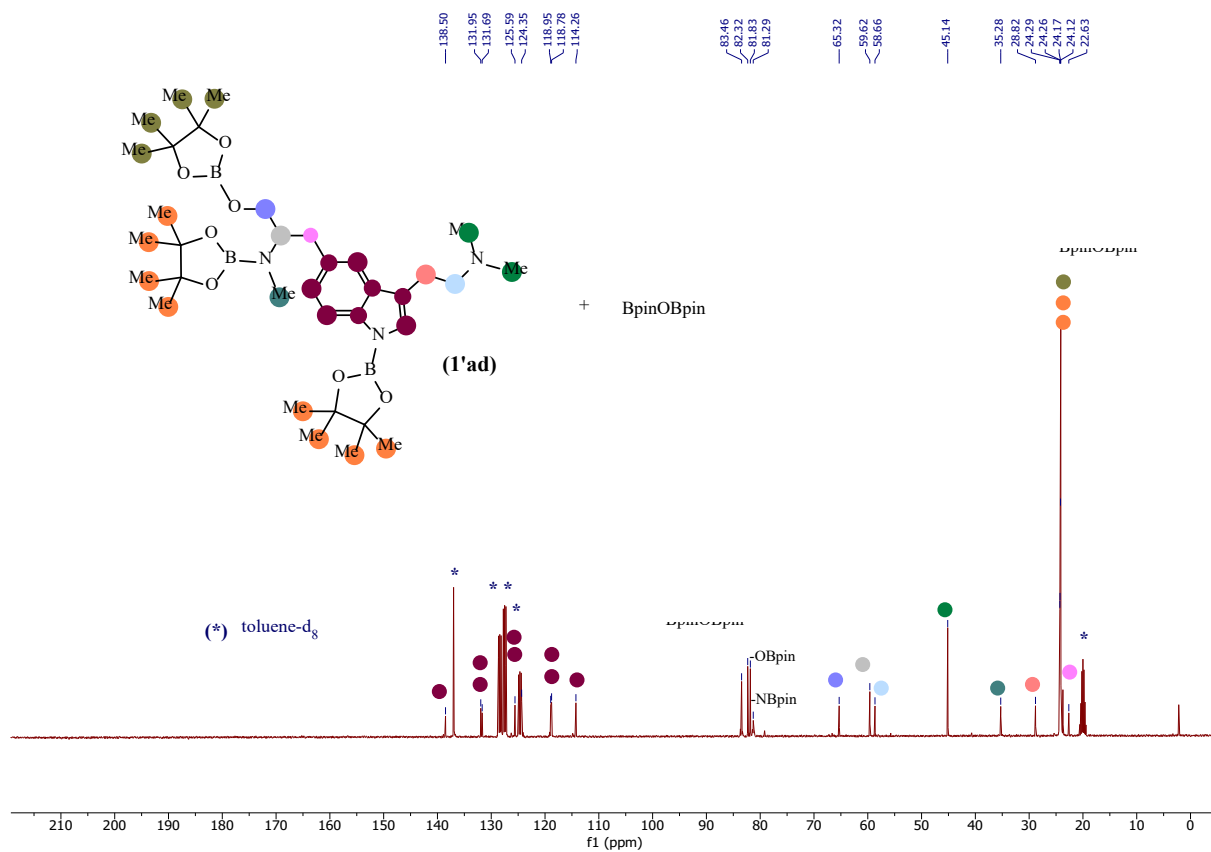 138.50
131.95
131.69
125.59
124.35
118.95
118.78
114.26
83.46
82.32
81.83
81.29
65.32
59.62
58.66
45.14
35.28
28.82
24.29
24.26
24.17
24.12
22.63
Me
Me
Me
Me
O
O
B
O
Me
Me
Me
Me
O
O
B
N
Me
M
N
Me
+ BpinOBpin
BpinOBpin
N
(1'ad)
B
O
O
Me
Me
Me
Me
*
* *
*
*
(*) toluene-d8
BpinOBpin
-OBpin
-NBpin
210 200 190 180 170 160 150 140 130 120 110 100 90 80 70 60 50 40 30 20 10 0
f1 (ppm)